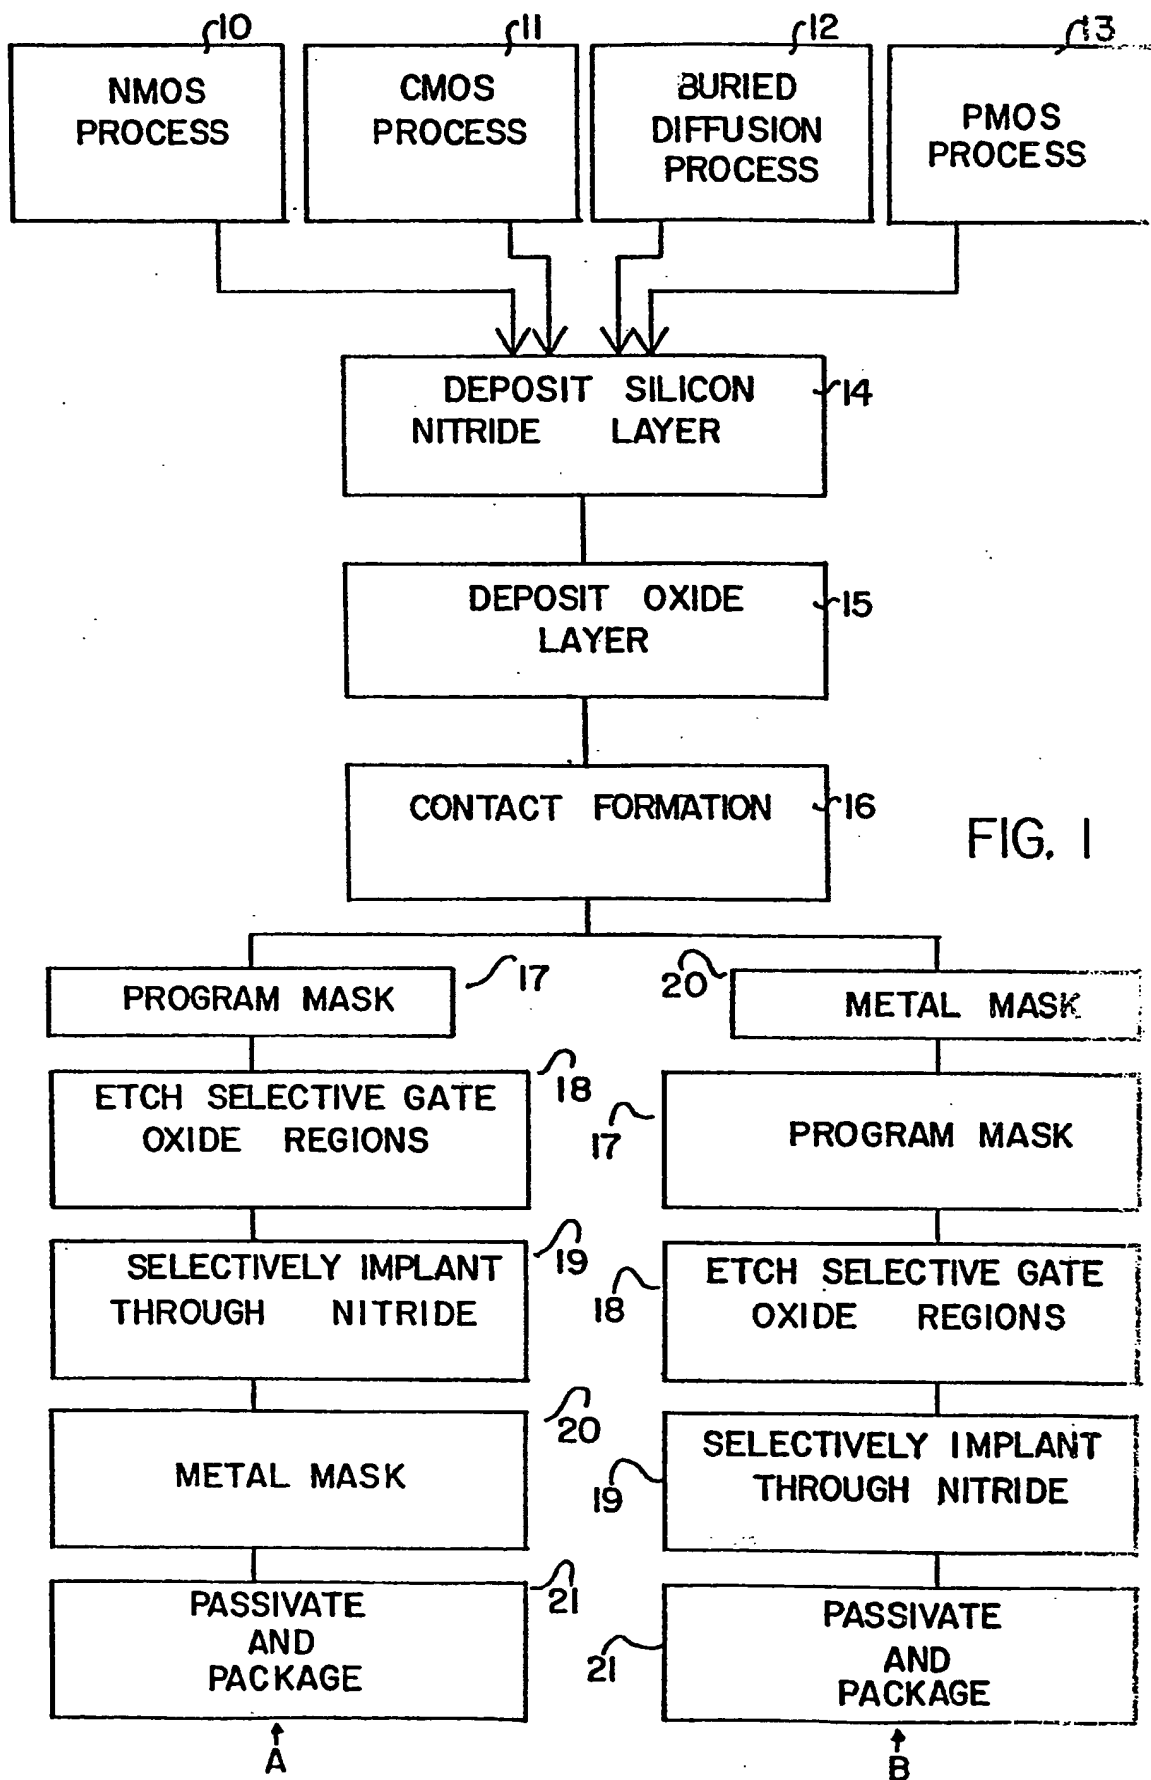 10
11
12
13
NMOS
PROCESS
CMOS
PROCESS
BURIED
DIFFUSION
PROCESS
PMOS
PROCESS
DEPOSIT SILICON
NITRIDE LAYER
14
DEPOSIT OXIDE
LAYER
15
CONTACT FORMATION
16
FIG. 1
PROGRAM MASK
17
ETCH SELECTIVE GATE
OXIDE REGIONS
18
SELECTIVELY IMPLANT
THROUGH NITRIDE
19
METAL MASK
20
PASSIVATE
AND
PACKAGE
21
A
20
METAL MASK
17
PROGRAM MASK
18
ETCH SELECTIVE GATE
OXIDE REGIONS
19
SELECTIVELY IMPLANT
THROUGH NITRIDE
21
PASSIVATE
AND
PACKAGE
B